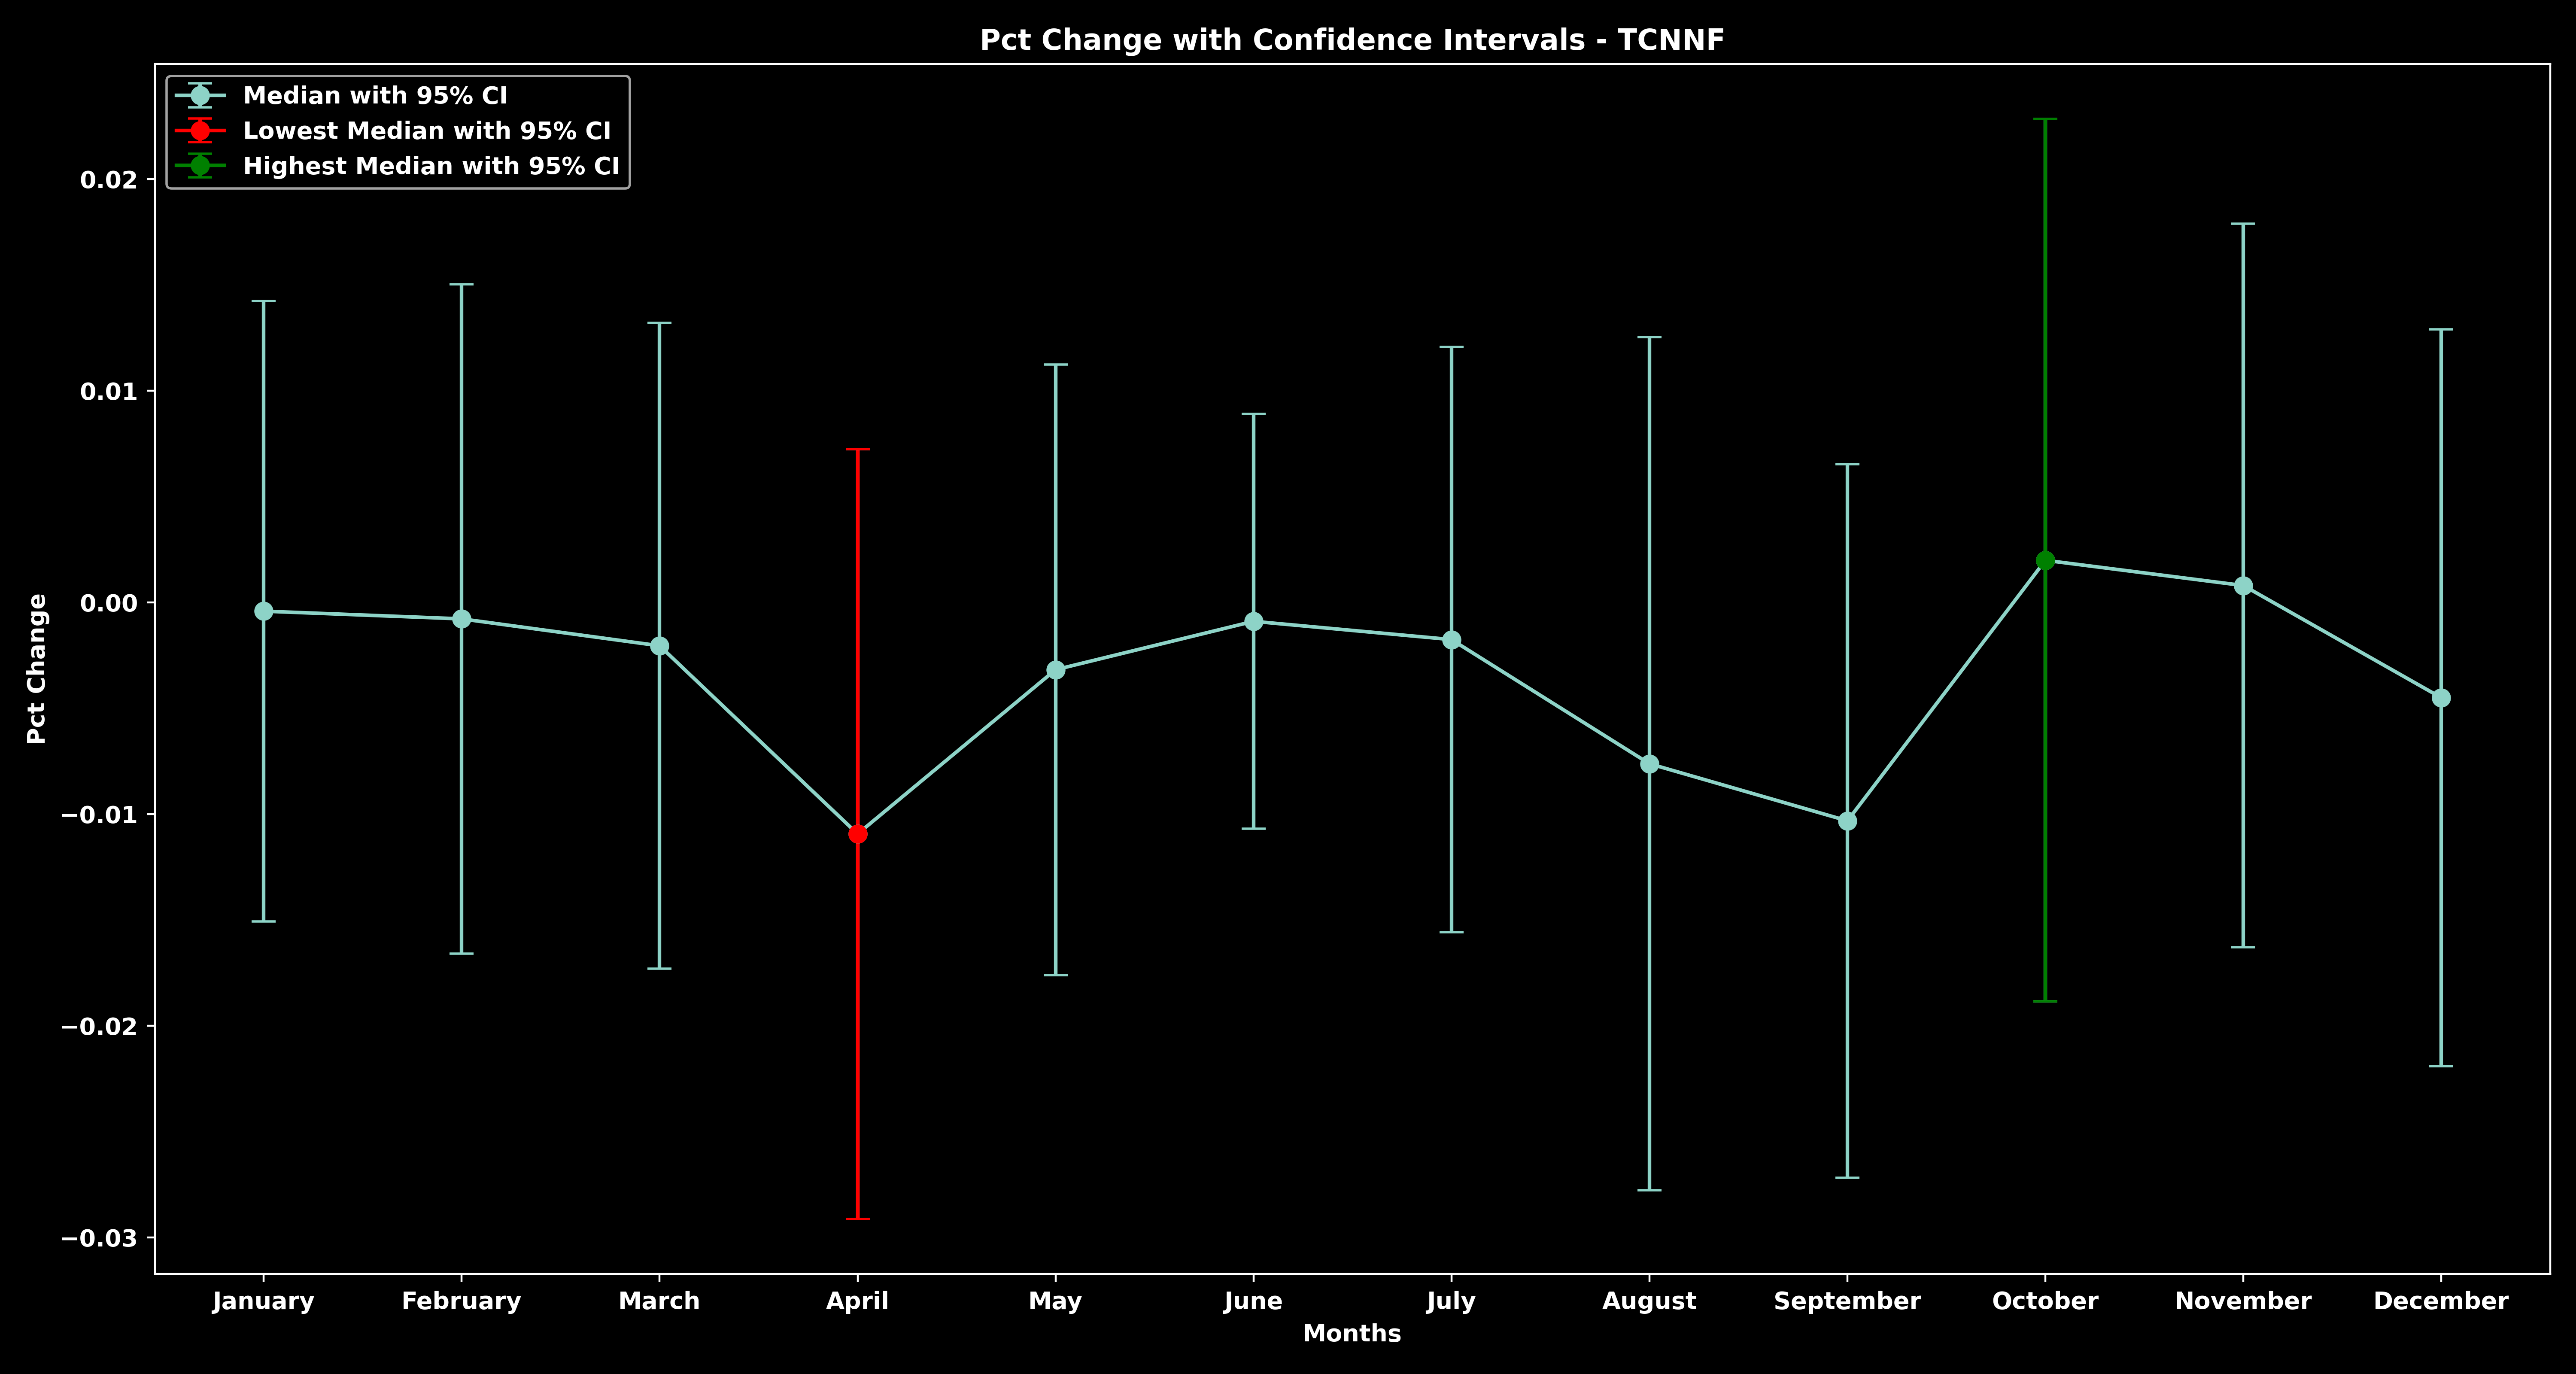 Pct Change with Confidence Intervals - TCNNF
Median with 95% CI
Lowest Median with 95% CI
Highest Median with 95% CI
0.02
0.01
0.00
−0.01
−0.02
−0.03
Pct Change
January February March April May June July August September October November December
Months